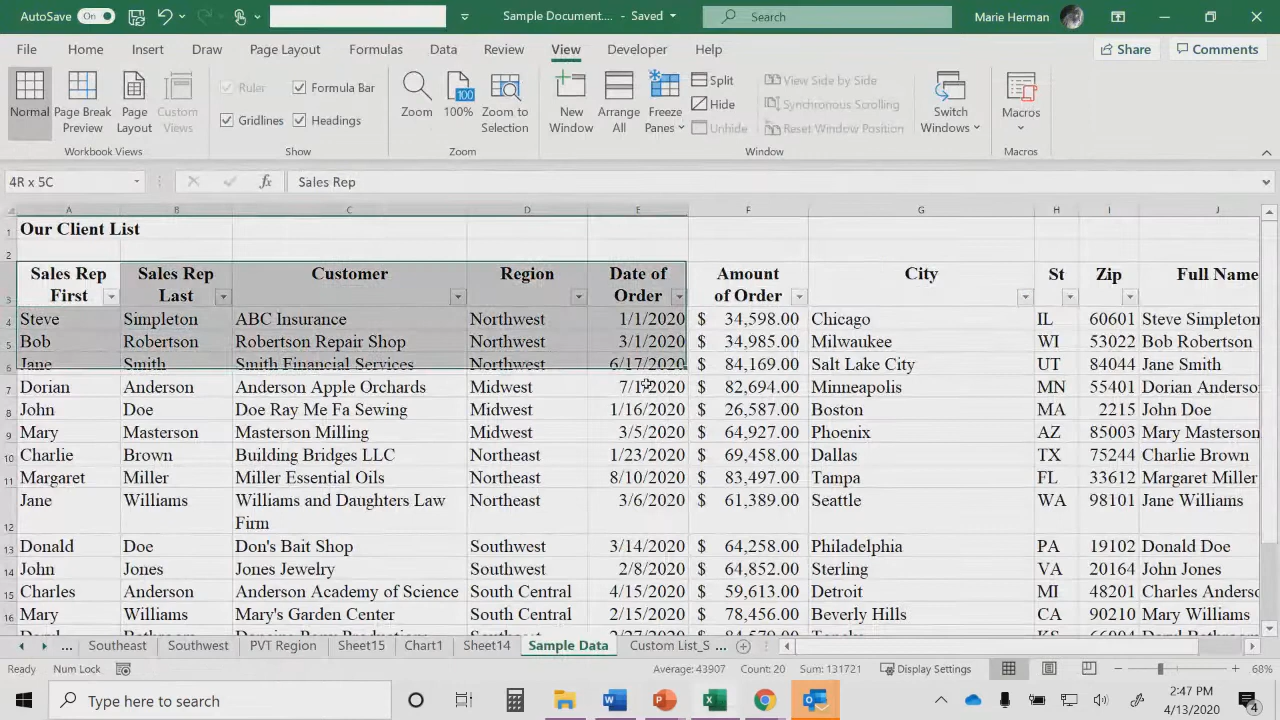 AutoSave On Sample Document... - Saved Search Marie Herman
File Home Insert Draw Page Layout Formulas Data Review View Developer Help Share Comments
Normal Page Break Preview Page Layout Custom Views Ruler Formula Bar Gridlines Headings Zoom 100% Zoom to Selection New Window Arrange All Freeze Panes Split Hide Unhide View Side by Side Synchronous Scrolling Reset Window Position Switch Windows Macros
Workbook Views Show Zoom Window Macros
4R x 5C fx Sales Rep
A B C D E F G H I J
1 Our Client List
2
3 Sales Rep First Sales Rep Last Customer Region Date of Order Amount of Order City St Zip Full Name
4 Steve Simpleton ABC Insurance Northwest 1/1/2020 $ 34,598.00 Chicago IL 60601 Steve Simpleton
5 Bob Robertson Robertson Repair Shop Northwest 3/1/2020 $ 34,985.00 Milwaukee WI 53022 Bob Robertson
6 Jane Smith Smith Financial Services Northwest 6/17/2020 $ 84,169.00 Salt Lake City UT 84044 Jane Smith
7 Dorian Anderson Anderson Apple Orchards Midwest 7/1/2020 $ 82,694.00 Minneapolis MN 55401 Dorian Anderso
8 John Doe Doe Ray Me Fa Sewing Midwest 1/16/2020 $ 26,587.00 Boston MA 2215 John Doe
9 Mary Masterson Masterson Milling Midwest 3/5/2020 $ 64,927.00 Phoenix AZ 85003 Mary Masterson
10 Charlie Brown Building Bridges LLC Northeast 1/23/2020 $ 69,458.00 Dallas TX 75244 Charlie Brown
11 Margaret Miller Miller Essential Oils Northeast 8/10/2020 $ 83,497.00 Tampa FL 33612 Margaret Miller
12 Jane Williams Williams and Daughters Law Firm Northeast 3/6/2020 $ 61,389.00 Seattle WA 98101 Jane Williams
13 Donald Doe Don's Bait Shop Southwest 3/14/2020 $ 64,258.00 Philadelphia PA 19102 Donald Doe
14 John Jones Jones Jewelry Southwest 2/8/2020 $ 64,852.00 Sterling VA 20164 John Jones
15 Charles Anderson Anderson Academy of Science South Central 4/15/2020 $ 59,613.00 Detroit MI 48201 Charles Anderso
16 Mary Williams Mary's Garden Center South Central 2/15/2020 $ 78,456.00 Beverly Hills CA 90210 Mary Williams
... Southeast Southwest PVT Region Sheet15 Chart1 Sheet14 Sample Data Custom List_S ...
Ready Num Lock Average: 43907 Count: 20 Sum: 131721 Display Settings 68%
Type here to search 2:47 PM
4/13/2020 4